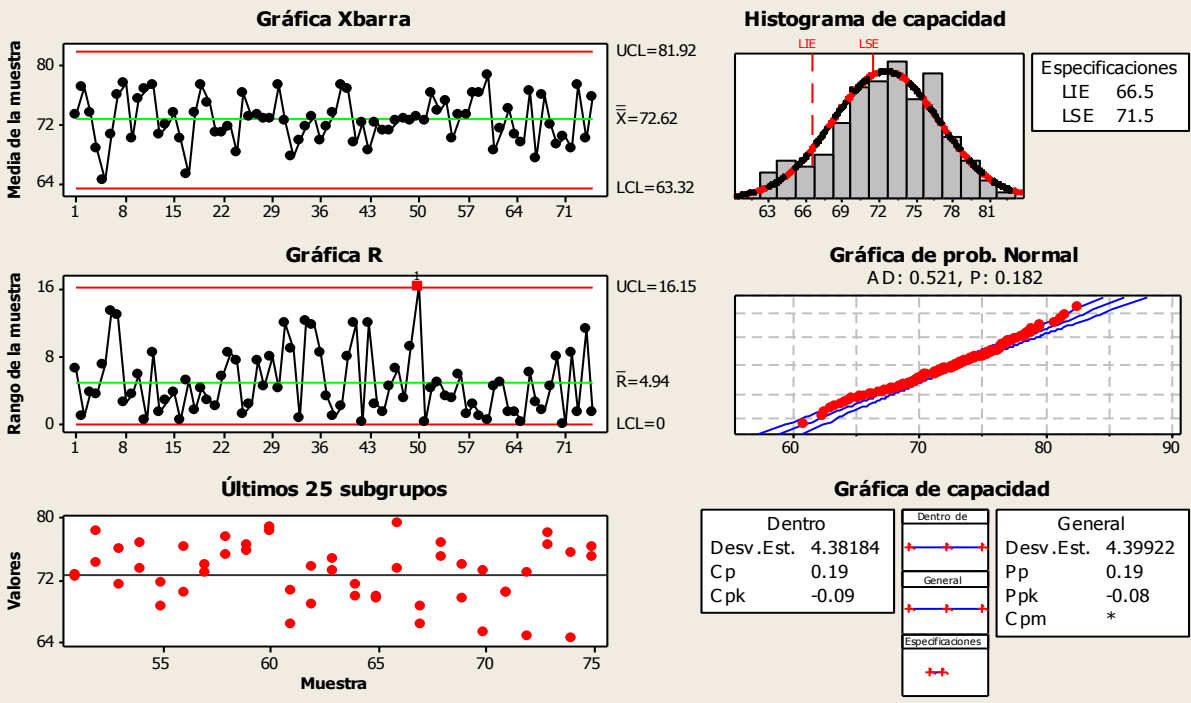 Gráfica Xbarra
Media de la muestra
80
72
64
1 8 15 22 29 36 43 50 57 64 71
UCL=81.92
X=72.62
LCL=63.32
Histograma de capacidad
LIE LSE
63 66 69 72 75 78 81
Especificaciones
LIE 66.5
LSE 71.5
Gráfica R
Rango de la muestra
16
8
0
1
1 8 15 22 29 36 43 50 57 64 71
UCL=16.15
R=4.94
LCL=0
Gráfica de prob. Normal
AD: 0.521, P: 0.182
60 70 80 90
Últimos 25 subgrupos
Valores
80
72
64
55 60 65 70 75
Muestra
Gráfica de capacidad
Dentro
Desv.Est. 4.38184
Cp 0.19
Cpk -0.09
Dentro de
General
Especificaciones
General
Desv.Est. 4.39922
Pp 0.19
Ppk -0.08
Cpm *